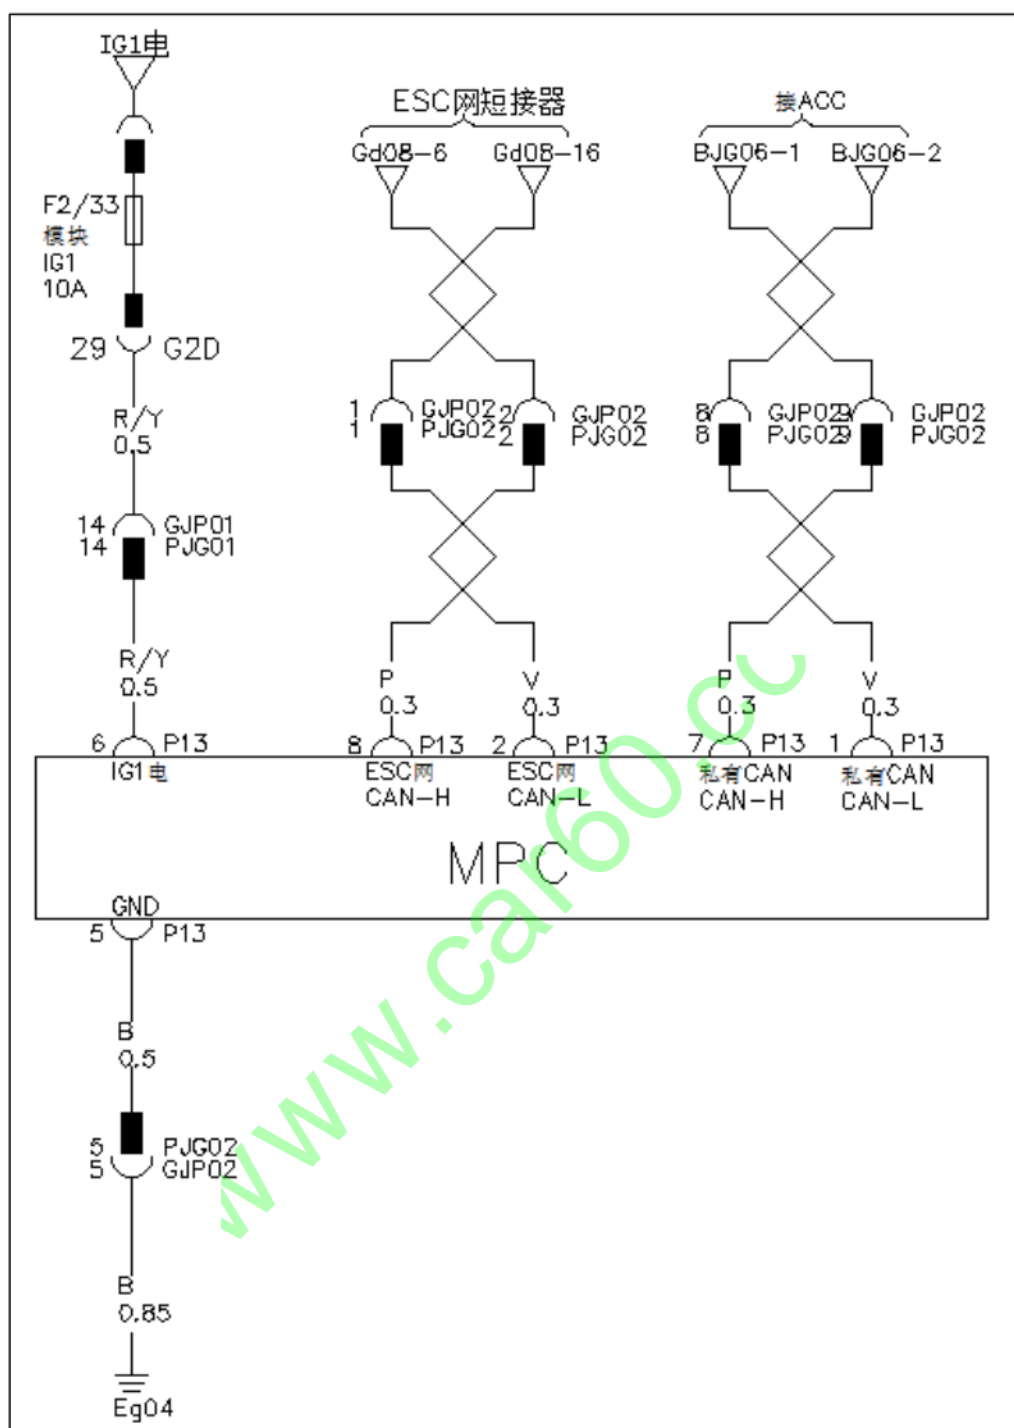 IG1电
ESC网短接器
接ACC
Gd08-6
Gd08-16
BJG06-1
BJG06-2
F2/33
模块
IG1
10A
29 G2D
R/Y
0.5
1 GJP02
1 PJG02
2 GJP02
2 PJG02
8 GJP02
8 PJG02
9 GJP02
9 PJG02
14 GJP01
14 PJG01
R/Y
0.5
P
0.3
V
0.3
P
0.3
V
0.3
6 P13
8 P13
2 P13
7 P13
1 P13
IG1电
ESC网
CAN-H
ESC网
CAN-L
私有CAN
CAN-H
私有CAN
CAN-L
MPC
GND
5 P13
B
0.5
5 PJG02
5 GJP02
B
0.85
Eg04